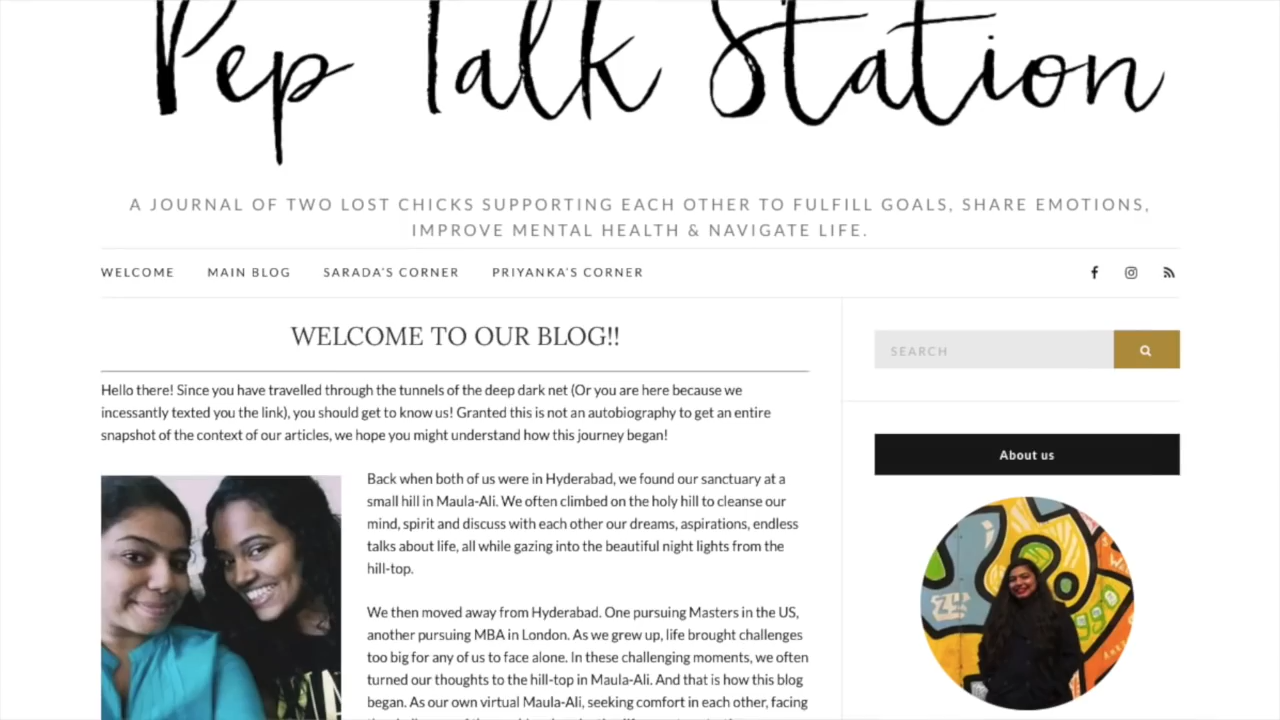 Pep Talk Station
A JOURNAL OF TWO LOST CHICKS SUPPORTING EACH OTHER TO FULFILL GOALS, SHARE EMOTIONS,
IMPROVE MENTAL HEALTH & NAVIGATE LIFE.
WELCOME MAIN BLOG SARADA'S CORNER PRIYANKA'S CORNER
WELCOME TO OUR BLOG!!
Hello there! Since you have travelled through the tunnels of the deep dark net (Or you are here because we
incessantly texted you the link), you should get to know us! Granted this is not an autobiography to get an entire
snapshot of the context of our articles, we hope you might understand how this journey began!
Back when both of us were in Hyderabad, we found our sanctuary at a
small hill in Maula-Ali. We often climbed on the holy hill to cleanse our
mind, spirit and discuss with each other our dreams, aspirations, endless
talks about life, all while gazing into the beautiful night lights from the
hill-top.
We then moved away from Hyderabad. One pursuing Masters in the US,
another pursuing MBA in London. As we grew up, life brought challenges
too big for any of us to face alone. In these challenging moments, we often
turned our thoughts to the hill-top in Maula-Ali. And that is how this blog
began. As our own virtual Maula-Ali, seeking comfort in each other, facing
SEARCH
About us